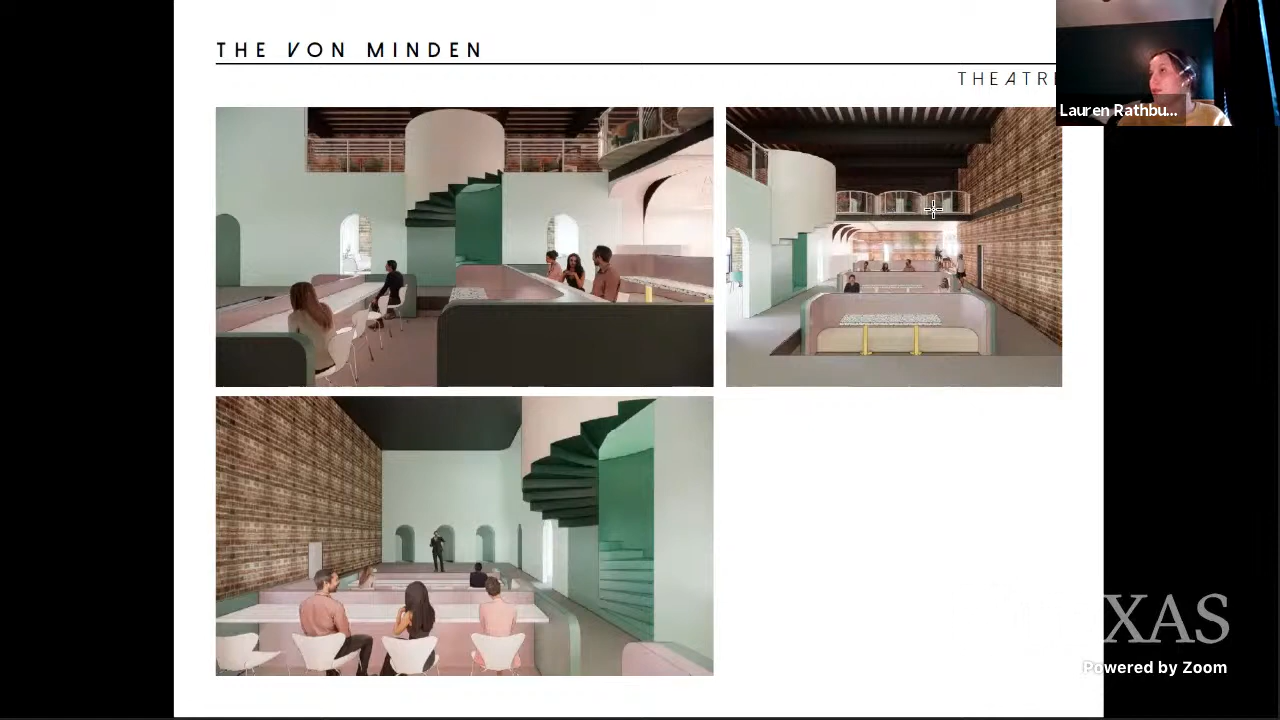 THE VON MINDEN
THEATR
Lauren Rathbu...
XAS
Powered by Zoom